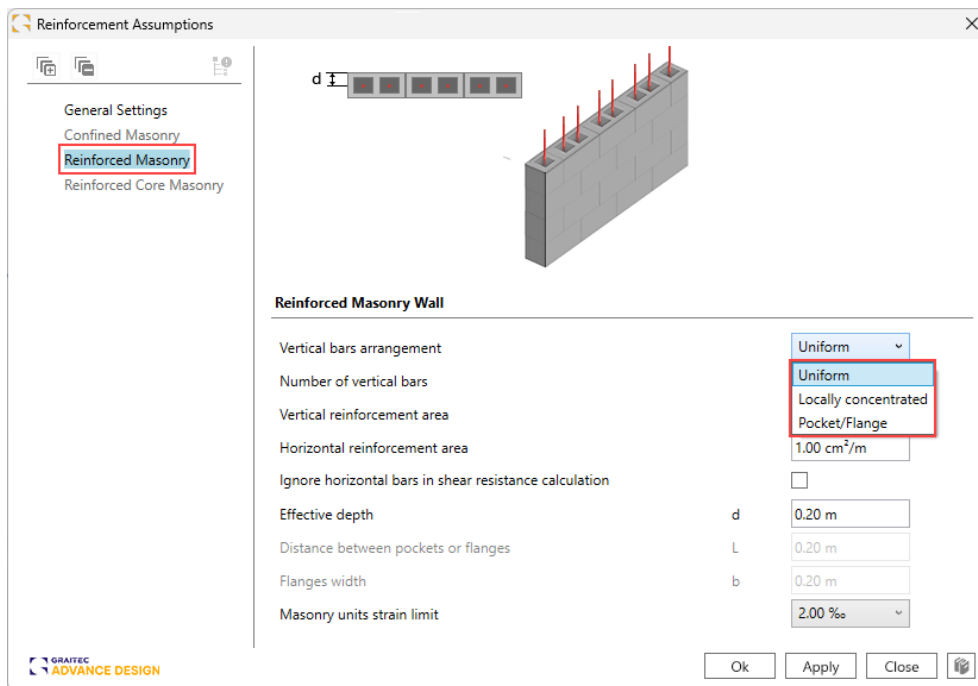 Reinforcement Assumptions
General Settings
Confined Masonry
Reinforced Masonry
Reinforced Core Masonry
d
Reinforced Masonry Wall
Vertical bars arrangement Uniform
Number of vertical bars Uniform
Locally concentrated
Vertical reinforcement area Pocket/Flange
Horizontal reinforcement area 1.00 cm²/m
Ignore horizontal bars in shear resistance calculation
Effective depth d 0.20 m
Distance between pockets or flanges L 0.20 m
Flanges width b 0.20 m
Masonry units strain limit 2.00 ‰
GRAITEC
ADVANCE DESIGN
Ok Apply Close